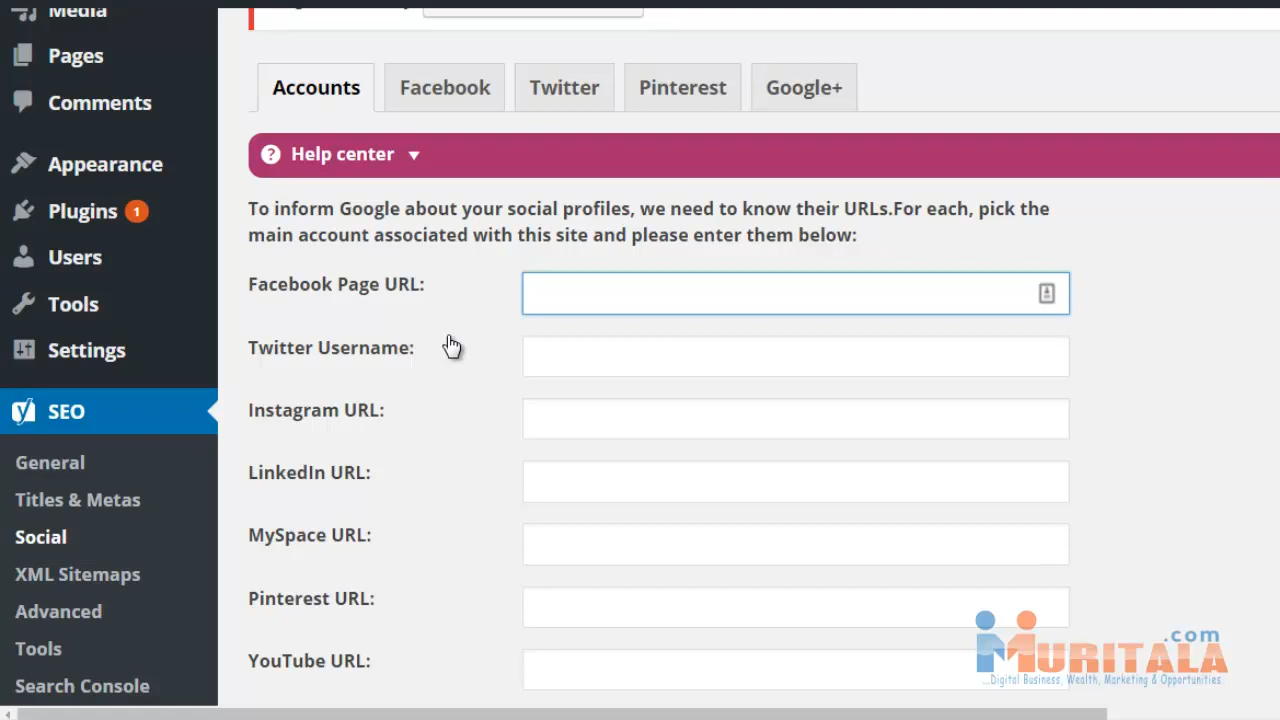 Media
Pages
Comments
Appearance
Plugins 1
Users
Tools
Settings
SEO
General
Titles & Metas
Social
XML Sitemaps
Advanced
Tools
Search Console
Accounts
Facebook
Twitter
Pinterest
Google+
? Help center
To inform Google about your social profiles, we need to know their URLs.For each, pick the
main account associated with this site and please enter them below:
Facebook Page URL:
Twitter Username:
Instagram URL:
LinkedIn URL:
MySpace URL:
Pinterest URL:
YouTube URL:
.com
MURITALA
...Digital Business, Wealth, Marketing & Opportunities